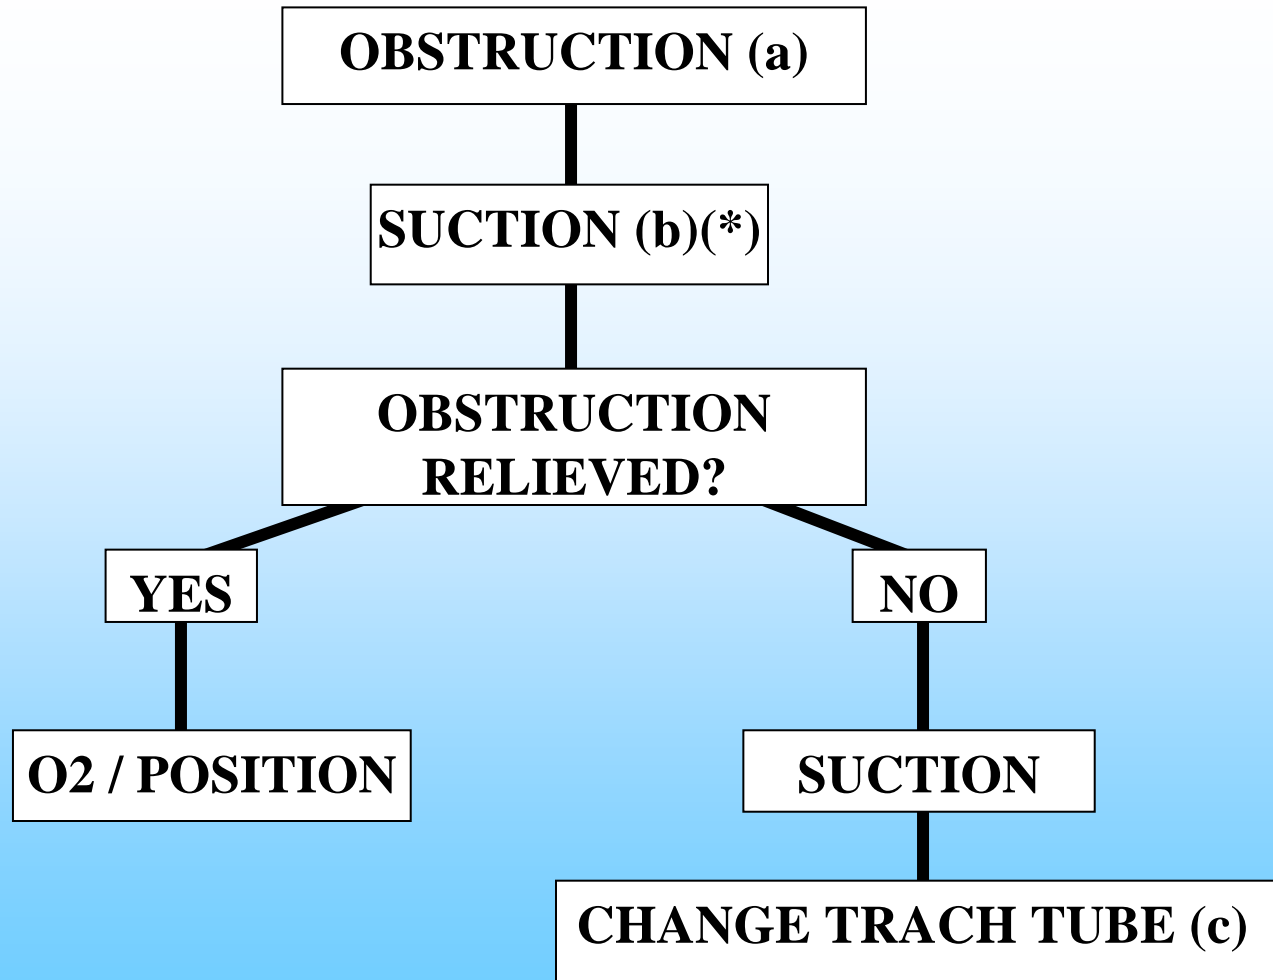 OBSTRUCTION (a)
SUCTION (b)(*)
OBSTRUCTION
RELIEVED?
YES
NO
O2 / POSITION
SUCTION
CHANGE TRACH TUBE (c)